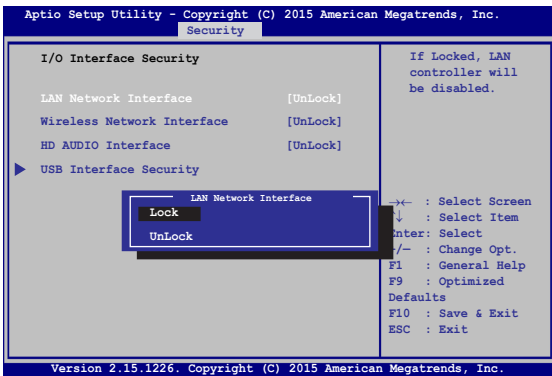 Aptio Setup Utility - Copyright (C) 2015 American Megatrends, Inc.
Security
I/O Interface Security
LAN Network Interface [UnLock]
Wireless Network Interface [UnLock]
HD AUDIO Interface [UnLock]
USB Interface Security
LAN Network Interface
Lock
UnLock
If Locked, LAN
controller will
be disabled.
→← : Select Screen
↓ : Select Item
nter: Select
/— : Change Opt.
F1 : General Help
F9 : Optimized
Defaults
F10 : Save & Exit
ESC : Exit
Version 2.15.1226. Copyright (C) 2015 American Megatrends, Inc.